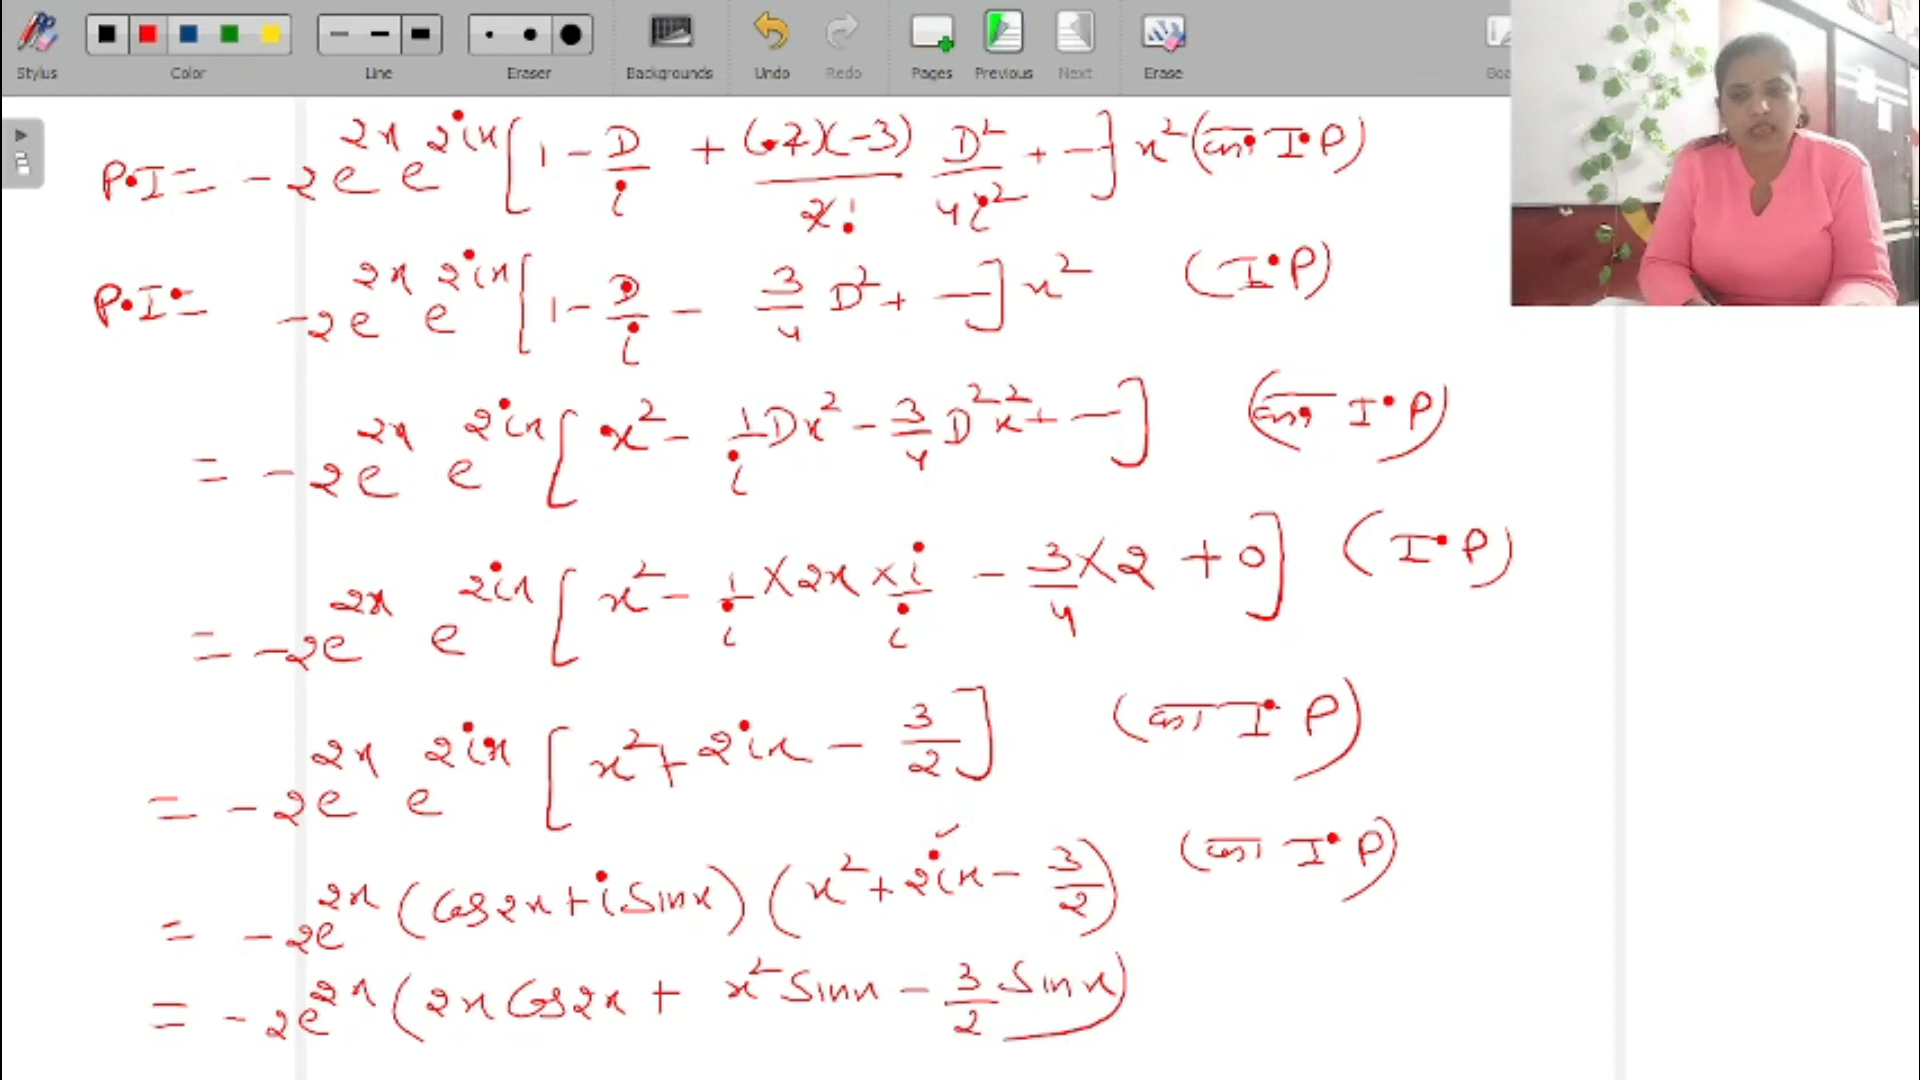 Stylus Color Line Eraser Backgrounds Undo Redo Pages Previous Next Erase
P.I = -2e^{2x} e^{2ix} [1 - D/i + (-2)(-3)/2! D²/4i² + —] x² (का I.P)
P.I. = -2e^{2x} e^{2ix} [1 - D/i - 3/4 D² + —] x² (I.P)
= -2e^{2x} e^{2ix} [x² - 1/i Dx² - 3/4 D²x² + —] (का I.P)
= -2e^{2x} e^{2ix} [x² - 1/i × 2x × i/i - 3/4 × 2 + 0] (I.P)
= -2e^{2x} e^{2ix} [x² + 2ix - 3/2] (का I.P)
= -2e^{2x} (Cos2x + i Sinx) (x² + 2ix - 3/2) (का I.P)
= -2e^{2x} (2x Cos2x + x² Sinx - 3/2 Sinx)